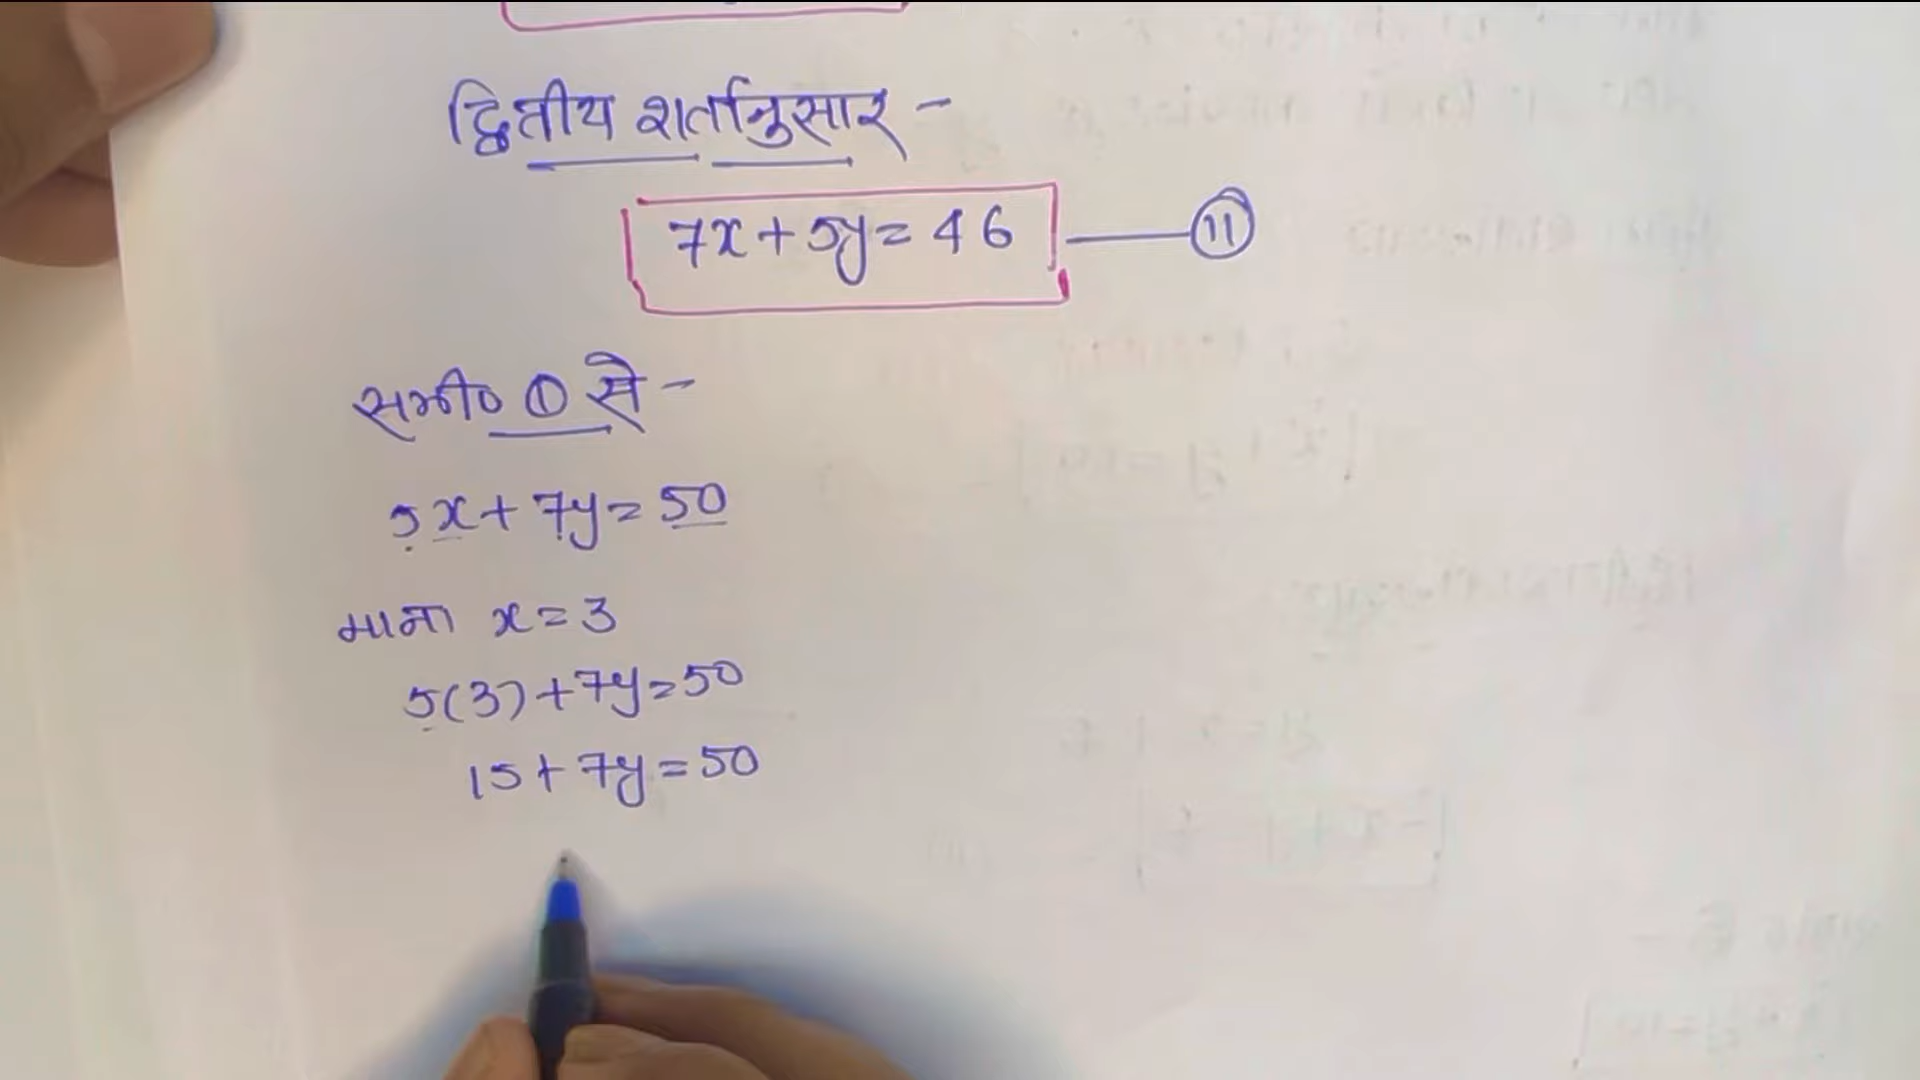 द्वितीय शर्तानुसार -
7x + 5y = 46 —— (11)
समी० ① से -
5x + 7y = 50
माना x = 3
5(3) + 7y = 50
15 + 7y = 50